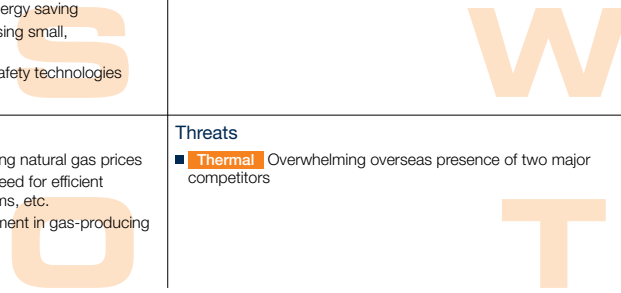 ergy saving
sing small,
afety technologies
S
W
ng natural gas prices
eed for efficient
ms, etc.
ment in gas-producing
O
Threats
Thermal Overwhelming overseas presence of two major
competitors
T